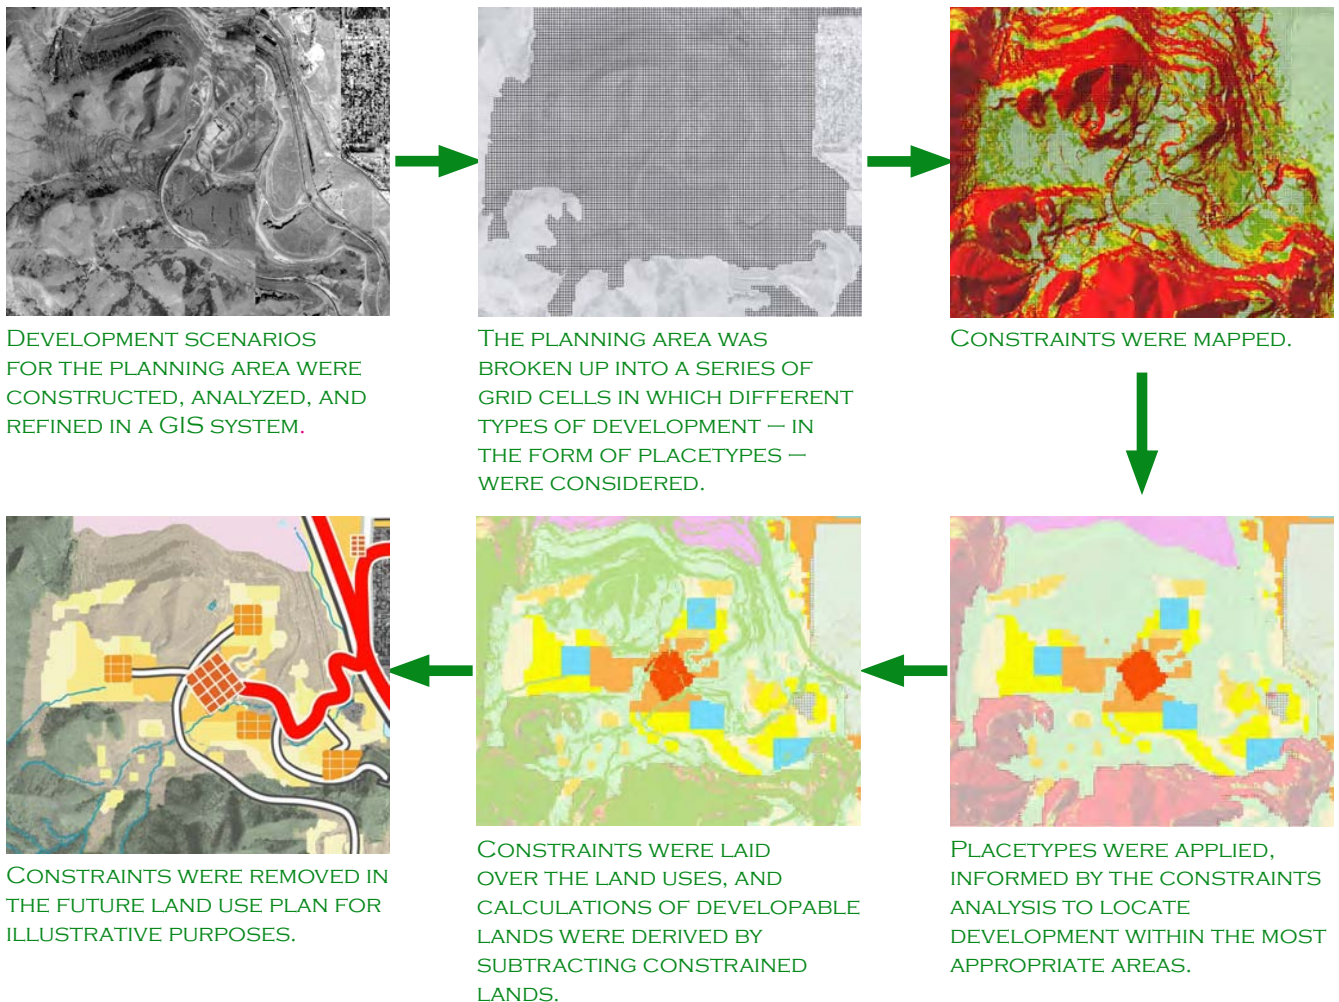 DEVELOPMENT SCENARIOS
FOR THE PLANNING AREA WERE
CONSTRUCTED, ANALYZED, AND
REFINED IN A GIS SYSTEM.
THE PLANNING AREA WAS
BROKEN UP INTO A SERIES OF
GRID CELLS IN WHICH DIFFERENT
TYPES OF DEVELOPMENT – IN
THE FORM OF PLACETYPES –
WERE CONSIDERED.
CONSTRAINTS WERE MAPPED.
PLACETYPES WERE APPLIED,
INFORMED BY THE CONSTRAINTS
ANALYSIS TO LOCATE
DEVELOPMENT WITHIN THE MOST
APPROPRIATE AREAS.
CONSTRAINTS WERE LAID
OVER THE LAND USES, AND
CALCULATIONS OF DEVELOPABLE
LANDS WERE DERIVED BY
SUBTRACTING CONSTRAINED
LANDS.
CONSTRAINTS WERE REMOVED IN
THE FUTURE LAND USE PLAN FOR
ILLUSTRATIVE PURPOSES.